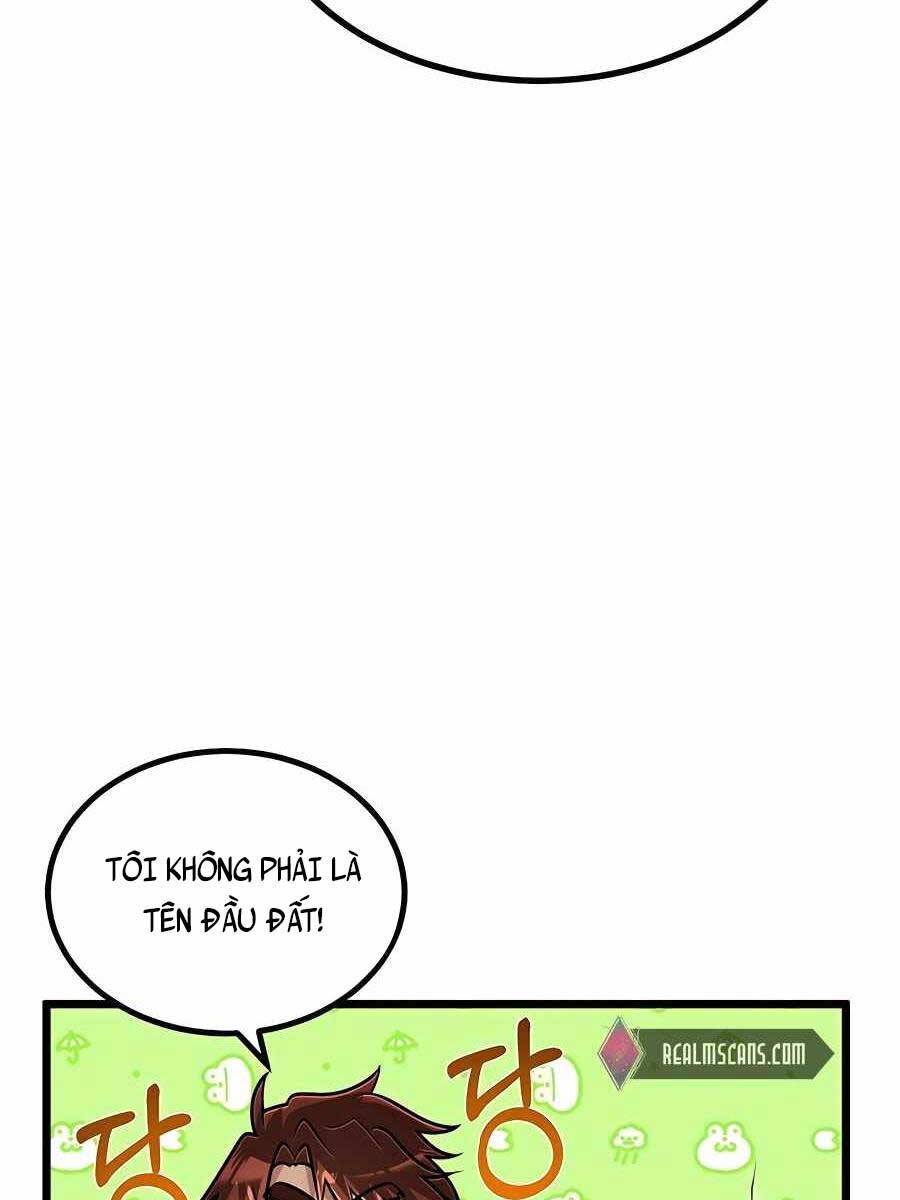 TÔI KHÔNG PHẢI LÀ
TÊN ĐẦU ĐẤT!
REALMSCANS.COM
당
당